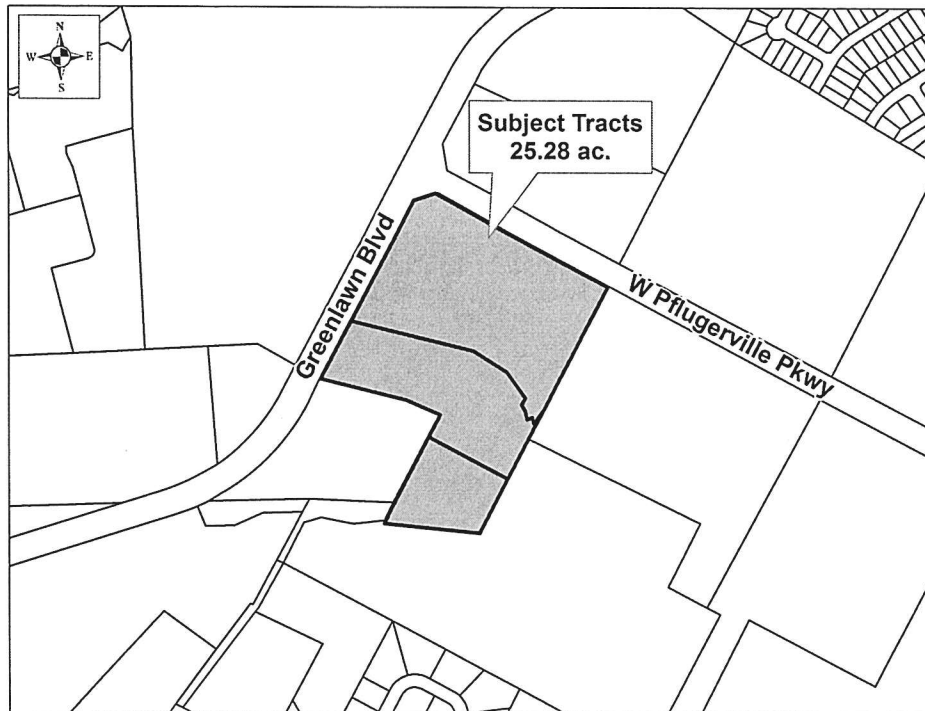 N
W E
S
Subject Tracts
25.28 ac.
Greenlawn Blvd
W Pflugerville Pkwy